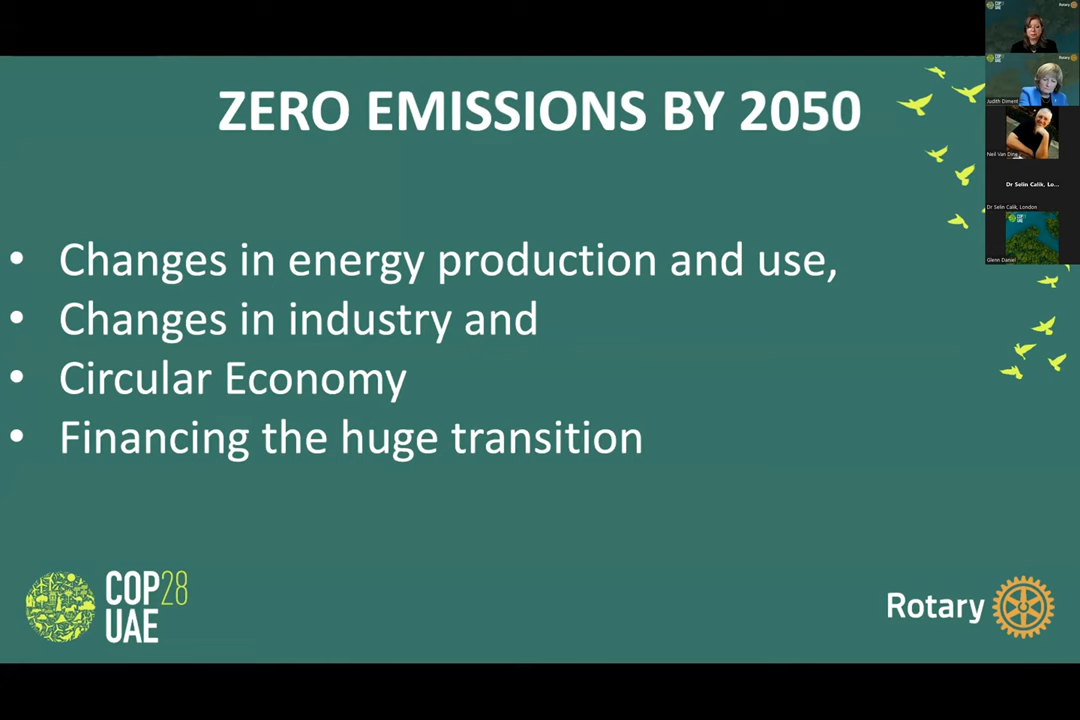 ZERO EMISSIONS BY 2050
• Changes in energy production and use,
• Changes in industry and
• Circular Economy
• Financing the huge transition
COP28
UAE
Rotary
Judith Diment
Neil Van Dine
Dr Selin Calik, Lo...
Dr Selin Calik, London
Glenn Daniel